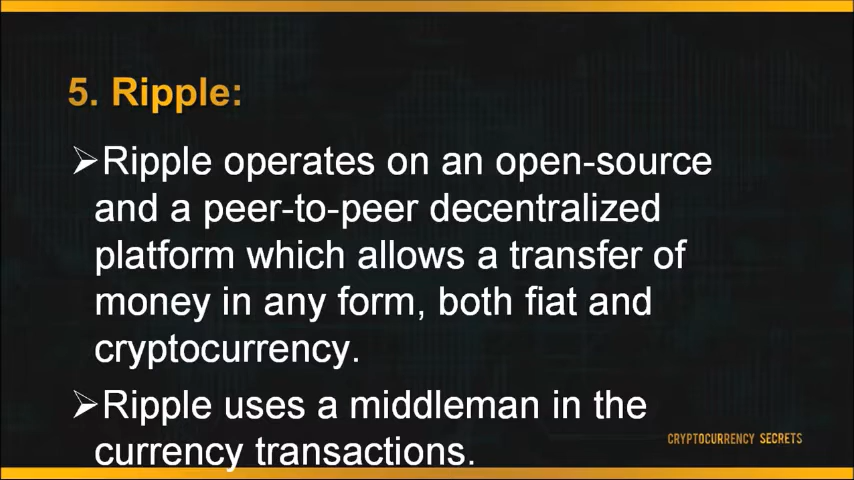 5. Ripple:
➢Ripple operates on an open-source
and a peer-to-peer decentralized
platform which allows a transfer of
money in any form, both fiat and
cryptocurrency.
➢Ripple uses a middleman in the
currency transactions.
CRYPTOCURRENCY SECRETS